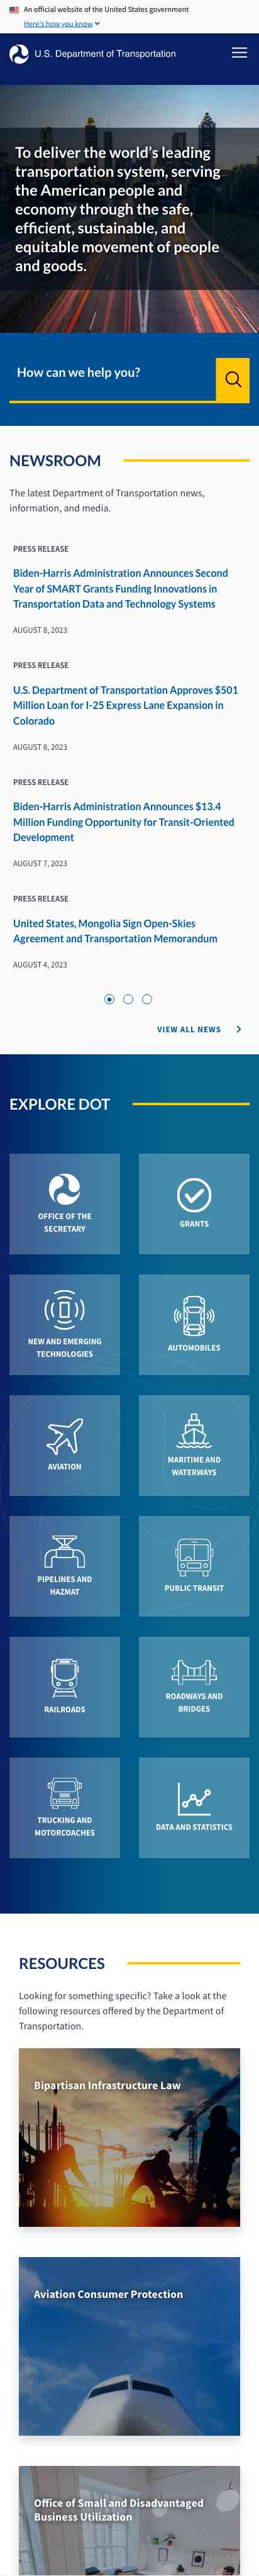 An official website of the United States government
Here's how you know
U.S. Department of Transportation
To deliver the world's leading
transportation system, serving
the American people and
economy through the safe,
efficient, sustainable, and
equitable movement of people
and goods.
How can we help you?
NEWSROOM
The latest Department of Transportation news,
information, and media.
PRESS RELEASE
Biden-Harris Administration Announces Second
Year of SMART Grants Funding Innovations in
Transportation Data and Technology Systems
AUGUST 8, 2023
PRESS RELEASE
U.S. Department of Transportation Approves $501
Million Loan for I-25 Express Lane Expansion in
Colorado
AUGUST 8, 2023
PRESS RELEASE
Biden-Harris Administration Announces $13.4
Million Funding Opportunity for Transit-Oriented
Development
AUGUST 7, 2023
PRESS RELEASE
United States, Mongolia Sign Open-Skies
Agreement and Transportation Memorandum
AUGUST 4, 2023
VIEW ALL NEWS
EXPLORE DOT
OFFICE OF THE
SECRETARY
GRANTS
NEW AND EMERGING
TECHNOLOGIES
AUTOMOBILES
AVIATION
MARITIME AND
WATERWAYS
PIPELINES AND
HAZMAT
PUBLIC TRANSIT
RAILROADS
ROADWAYS AND
BRIDGES
TRUCKING AND
MOTORCOACHES
DATA AND STATISTICS
RESOURCES
Looking for something specific? Take a look at the
following resources offered by the Department of
Transportation.
Bipartisan Infrastructure Law
Aviation Consumer Protection
Office of Small and Disadvantaged
Business Utilization